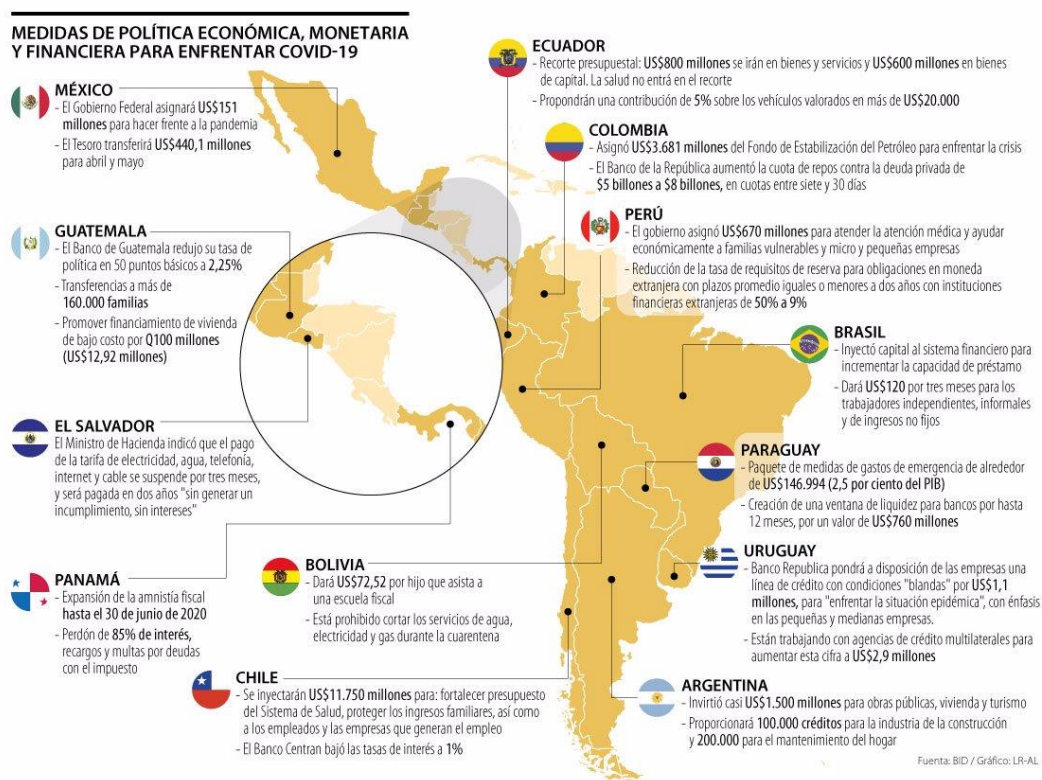 MEDIDAS DE POLÍTICA ECONÓMICA, MONETARIA
Y FINANCIERA PARA ENFRENTAR COVID-19
MÉXICO
- El Gobierno Federal asignará US$151
millones para hacer frente a la pandemia
- El Tesoro transferirá US$440,1 millones
para abril y mayo
GUATEMALA
- El Banco de Guatemala redujo su tasa de
política en 50 puntos básicos a 2,25%
- Transferencias a más de
160.000 familias
- Promover financiamiento de vivienda
de bajo costo por Q100 millones
(US$12,92 millones)
EL SALVADOR
El Ministro de Hacienda indicó que el pago
de la tarifa de electricidad, agua, telefonía,
internet y cable se suspende por tres meses,
y será pagada en dos años "sin generar un
incumplimiento, sin intereses"
PANAMÁ
- Expansión de la amnistía fiscal
hasta el 30 de junio de 2020
- Perdón de 85% de interés,
recargos y multas por deudas
con el impuesto
BOLIVIA
- Dará US$72,52 por hijo que asista a
una escuela fiscal
- Está prohibido cortar los servicios de agua,
electricidad y gas durante la cuarentena
CHILE
- Se inyectarán US$11.750 millones para: fortalecer presupuesto
del Sistema de Salud, proteger los ingresos familiares, así como
a los empleados y las empresas que generan el empleo
- El Banco Centran bajó las tasas de interés a 1%
ECUADOR
- Recorte presupuestal: US$800 millones se irán en bienes y servicios y US$600 millones en bienes
de capital. La salud no entra en el recorte
- Propondrán una contribución de 5% sobre los vehículos valorados en más de US$20.000
COLOMBIA
- Asignó US$3.681 millones del Fondo de Estabilización del Petróleo para enfrentar la crisis
- El Banco de la República aumentó la cuota de repos contra la deuda privada de
$5 billones a $8 billones, en cuotas entre siete y 30 días
PERÚ
- El gobierno asignó US$670 millones para atender la atención médica y ayudar
económicamente a familias vulnerables y micro y pequeñas empresas
- Reducción de la tasa de requisitos de reserva para obligaciones en moneda
extranjera con plazos promedio iguales o menores a dos años con instituciones
financieras extranjeras de 50% a 9%
BRASIL
- Inyectó capital al sistema financiero para
incrementar la capacidad de préstamo
- Dará US$120 por tres meses para los
trabajadores independientes, informales
y de ingresos no fijos
PARAGUAY
- Paquete de medidas de gastos de emergencia de alrededor
de US$146.994 (2,5 por ciento del PIB)
- Creación de una ventana de liquidez para bancos por hasta
12 meses, por un valor de US$760 millones
URUGUAY
- Banco Republica pondrá a disposición de las empresas una
línea de crédito con condiciones "blandas" por US$1,1
millones, para "enfrentar la situación epidémica", con énfasis
en las pequeñas y medianas empresas.
- Están trabajando con agencias de crédito multilaterales para
aumentar esta cifra a US$2,9 millones
ARGENTINA
- Invirtió casi US$1.500 millones para obras públicas, vivienda y turismo
- Proporcionará 100.000 créditos para la industria de la construcción
y 200.000 para el mantenimiento del hogar
Fuenta: BID / Gráfico: LR-AL